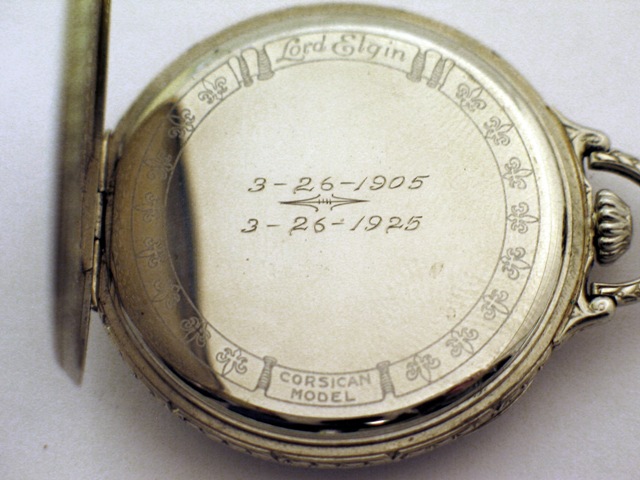 Lord Elgin
3-26-1905
3-26-1925
CORSICAN
MODEL